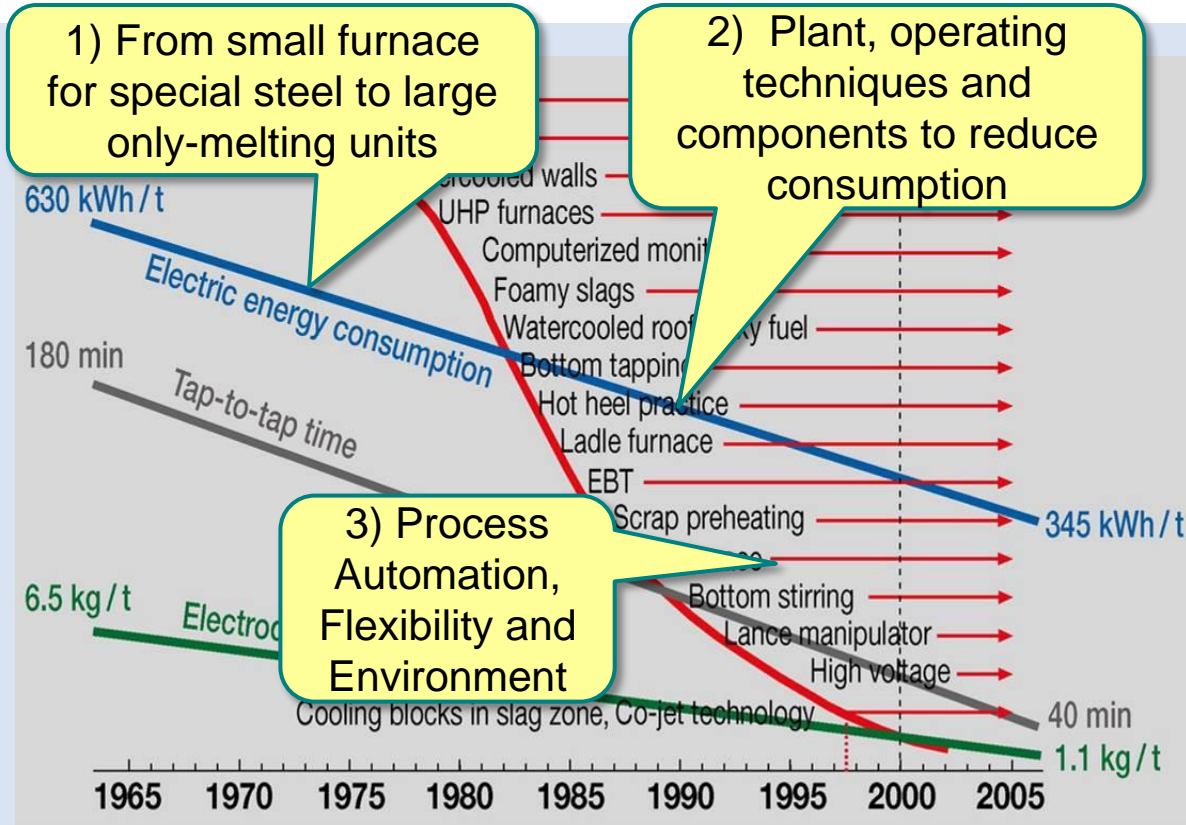 1) From small furnace
for special steel to large
only-melting units
2) Plant, operating
techniques and
components to reduce
consumption
walls
630 kWh / t
UHP furnaces
Computerized
Electric energy consumption
Foamy slags
Watercooled fuel
180 min
Bottom
Tap-to-tap time
Hot heel practice
Ladle furnace
EBT
3) Process
Automation,
Flexibility and
Environment
Scrap preheating
345 kWh / t
6.5 kg / t
Bottom stirring
Lance manipulator
High voltage
Cooling blocks in slag zone, Co-jet technology
40 min
1.1 kg / t
1965 1970 1975 1980 1985 1990 1995 2000 2005